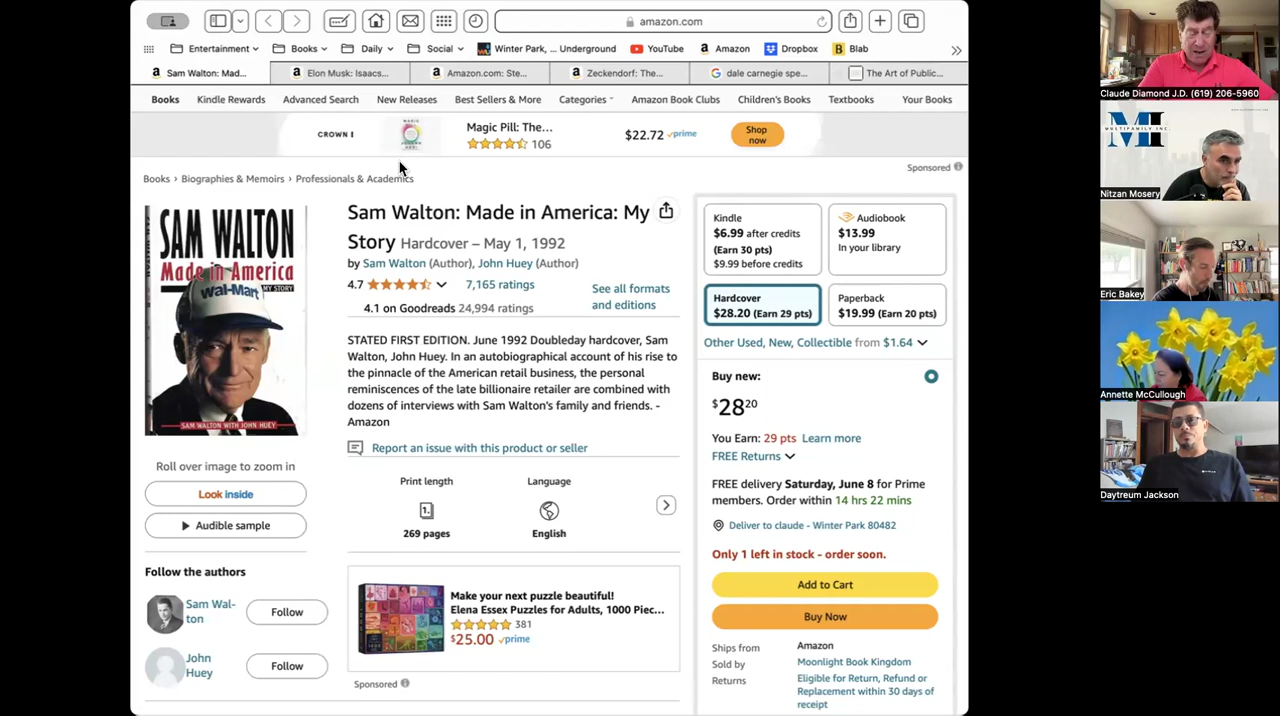 amazon.com
Entertainment
Books
Daily
Social
Winter Park, ... Underground
YouTube
Amazon
Dropbox
Blab
Sam Walton: Mad...
Elon Musk: Isaacs...
Amazon.com: Ste...
Zeckendorf: The...
dale carnegie spe...
The Art of Public...
Books
Kindle Rewards
Advanced Search
New Releases
Best Sellers & More
Categories
Amazon Book Clubs
Children's Books
Textbooks
Your Books
CROWN
Magic Pill: The...
106
$22.72 prime
Shop now
Sponsored
Books › Biographies & Memoirs › Professionals & Academics
SAM WALTON
Made in America
MY STORY
Wal-Mart
SAM WALTON WITH JOHN HUEY
Roll over image to zoom in
Look inside
Audible sample
Follow the authors
Sam Wal-
ton
Follow
John
Huey
Follow
Sam Walton: Made in America: My
Story Hardcover – May 1, 1992
by Sam Walton (Author), John Huey (Author)
4.7 7,165 ratings
4.1 on Goodreads 24,994 ratings
See all formats
and editions
STATED FIRST EDITION. June 1992 Doubleday hardcover, Sam
Walton, John Huey. In an autobiographical account of his rise to
the pinnacle of the American retail business, the personal
reminiscences of the late billionaire retailer are combined with
dozens of interviews with Sam Walton's family and friends. -
Amazon
Report an issue with this product or seller
Print length
269 pages
Language
English
Make your next puzzle beautiful!
Elena Essex Puzzles for Adults, 1000 Piec...
381
$25.00 prime
Sponsored
Kindle
$6.99 after credits
(Earn 30 pts)
$9.99 before credits
Audiobook
$13.99
In your library
Hardcover
$28.20 (Earn 29 pts)
Paperback
$19.99 (Earn 20 pts)
Other Used, New, Collectible from $1.64
Buy new:
$28 20
You Earn: 29 pts Learn more
FREE Returns
FREE delivery Saturday, June 8 for Prime
members. Order within 14 hrs 22 mins
Deliver to claude - Winter Park 80482
Only 1 left in stock - order soon.
Add to Cart
Buy Now
Ships from Amazon
Sold by Moonlight Book Kingdom
Returns Eligible for Return, Refund or
Replacement within 30 days of
receipt
Claude Diamond J.D. (619) 206-5960
MULTIFAMILY INC.
Nitzan Mosery
Eric Bakey
Annette McCullough
Daytreum Jackson